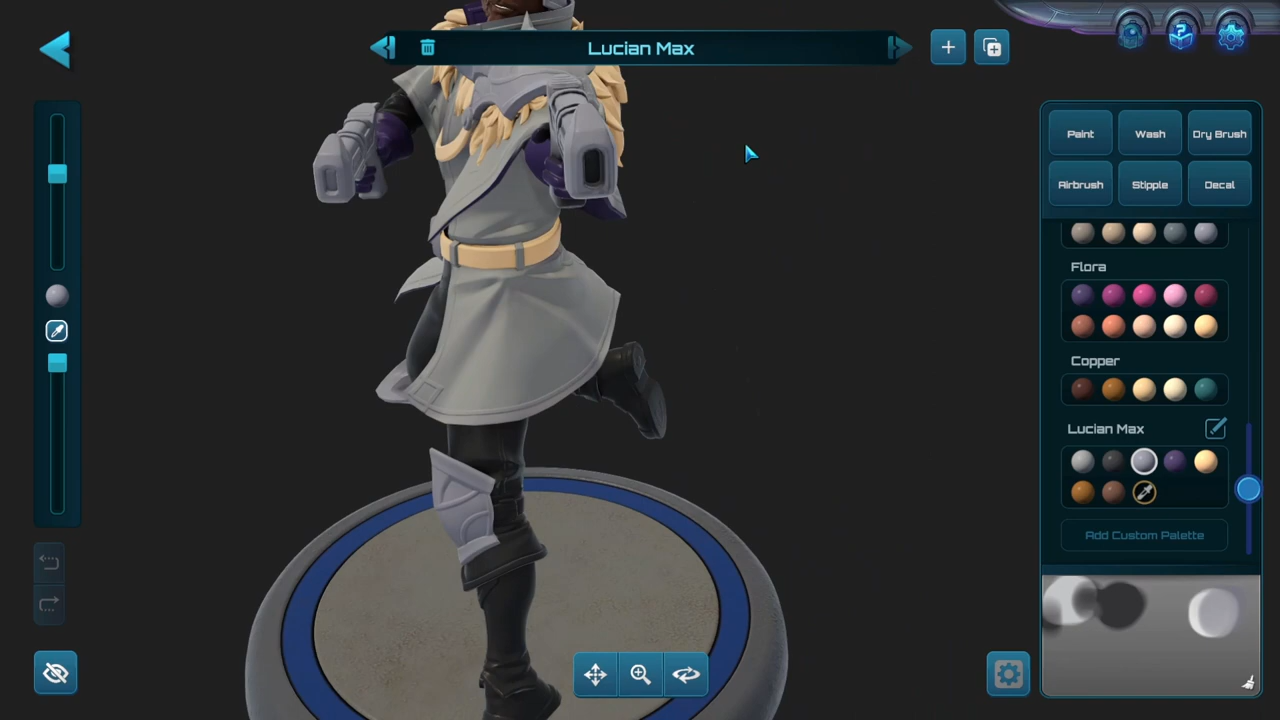 Lucian Max
Paint
Wash
Dry Brush
Airbrush
Stipple
Decal
Flora
Copper
Lucian Max
Add Custom Palette